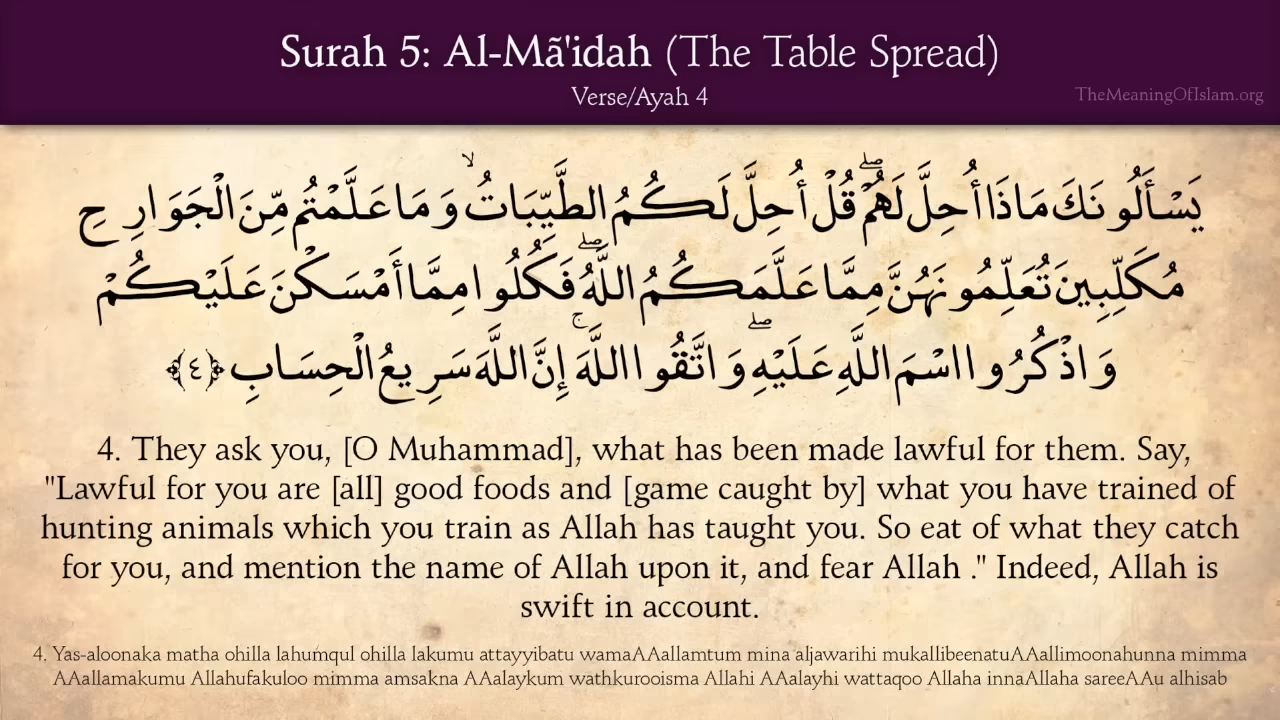 Surah 5: Al-Mã'idah (The Table Spread)
Verse/Ayah 4
TheMeaningOfIslam.org
يَسْأَلُونَكَ مَاذَا أُحِلَّ لَهُمْ ۖ قُلْ أُحِلَّ لَكُمُ الطَّيِّبَاتُ ۙ وَمَا عَلَّمْتُم مِّنَ الْجَوَارِحِ
مُكَلِّبِينَ تُعَلِّمُونَهُنَّ مِمَّا عَلَّمَكُمُ اللَّهُ ۖ فَكُلُوا مِمَّا أَمْسَكْنَ عَلَيْكُمْ
وَاذْكُرُوا اسْمَ اللَّهِ عَلَيْهِ ۖ وَاتَّقُوا اللَّهَ ۚ إِنَّ اللَّهَ سَرِيعُ الْحِسَابِ ﴿٤﴾
4. They ask you, [O Muhammad], what has been made lawful for them. Say,
"Lawful for you are [all] good foods and [game caught by] what you have trained of
hunting animals which you train as Allah has taught you. So eat of what they catch
for you, and mention the name of Allah upon it, and fear Allah ." Indeed, Allah is
swift in account.
4. Yas-aloonaka matha ohilla lahumqul ohilla lakumu attayyibatu wamaAAallamtum mina aljawarihi mukallibeenatuAAallimoonahunna mimma
AAallamakumu Allahufakuloo mimma amsakna AAalaykum wathkurooisma Allahi AAalayhi wattaqoo Allaha innaAllaha sareeAAu alhisab